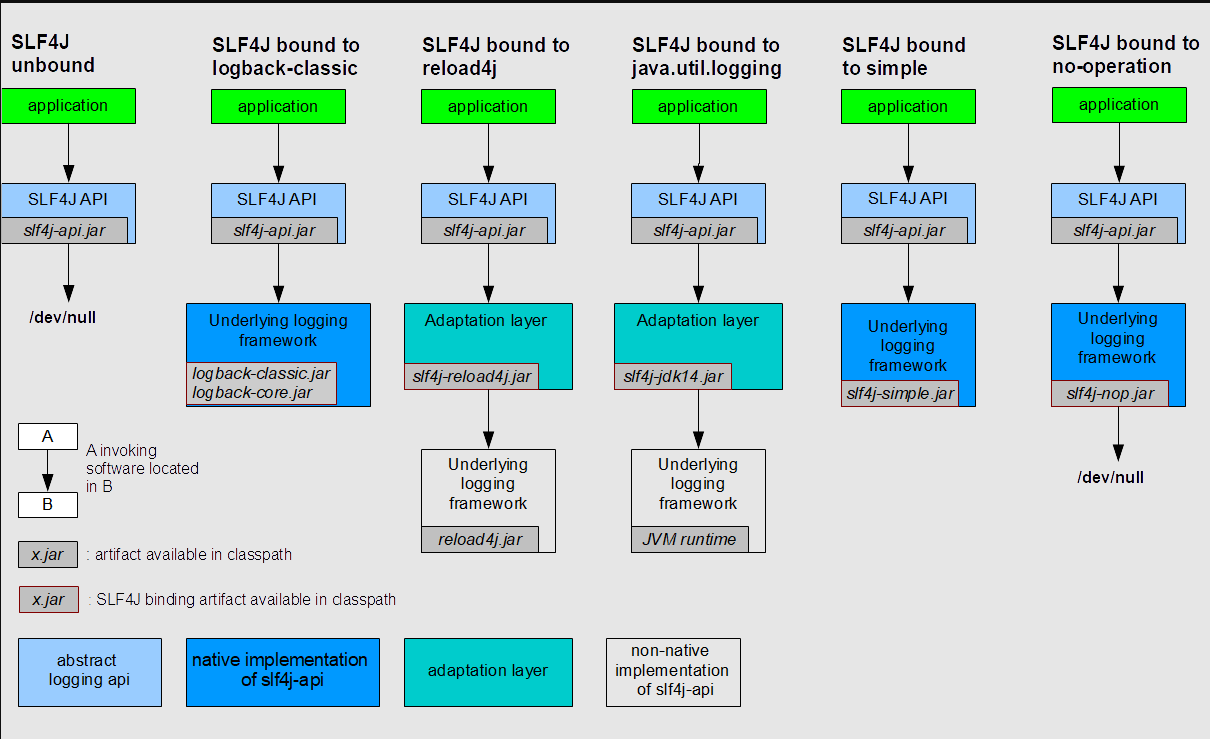 SLF4J
unbound
SLF4J bound to
logback-classic
SLF4J bound to
reload4j
SLF4J bound to
java.util.logging
SLF4J bound
to simple
SLF4J bound to
no-operation
application
application
application
application
application
application
SLF4J API
slf4j-api.jar
SLF4J API
slf4j-api.jar
SLF4J API
slf4j-api.jar
SLF4J API
slf4j-api.jar
SLF4J API
slf4j-api.jar
SLF4J API
slf4j-api.jar
/dev/null
Underlying logging
framework
logback-classic.jar
logback-core.jar
Adaptation layer
slf4j-reload4j.jar
Adaptation layer
slf4j-jdk14.jar
Underlying
logging
framework
slf4j-simple.jar
Underlying
logging
framework
slf4j-nop.jar
Underlying
logging
framework
reload4j.jar
Underlying
logging
framework
JVM runtime
/dev/null
A
B
A invoking
software located
in B
x.jar
: artifact available in classpath
x.jar
: SLF4J binding artifact available in classpath
abstract
logging api
native implementation
of slf4j-api
adaptation layer
non-native
implementation
of slf4j-api